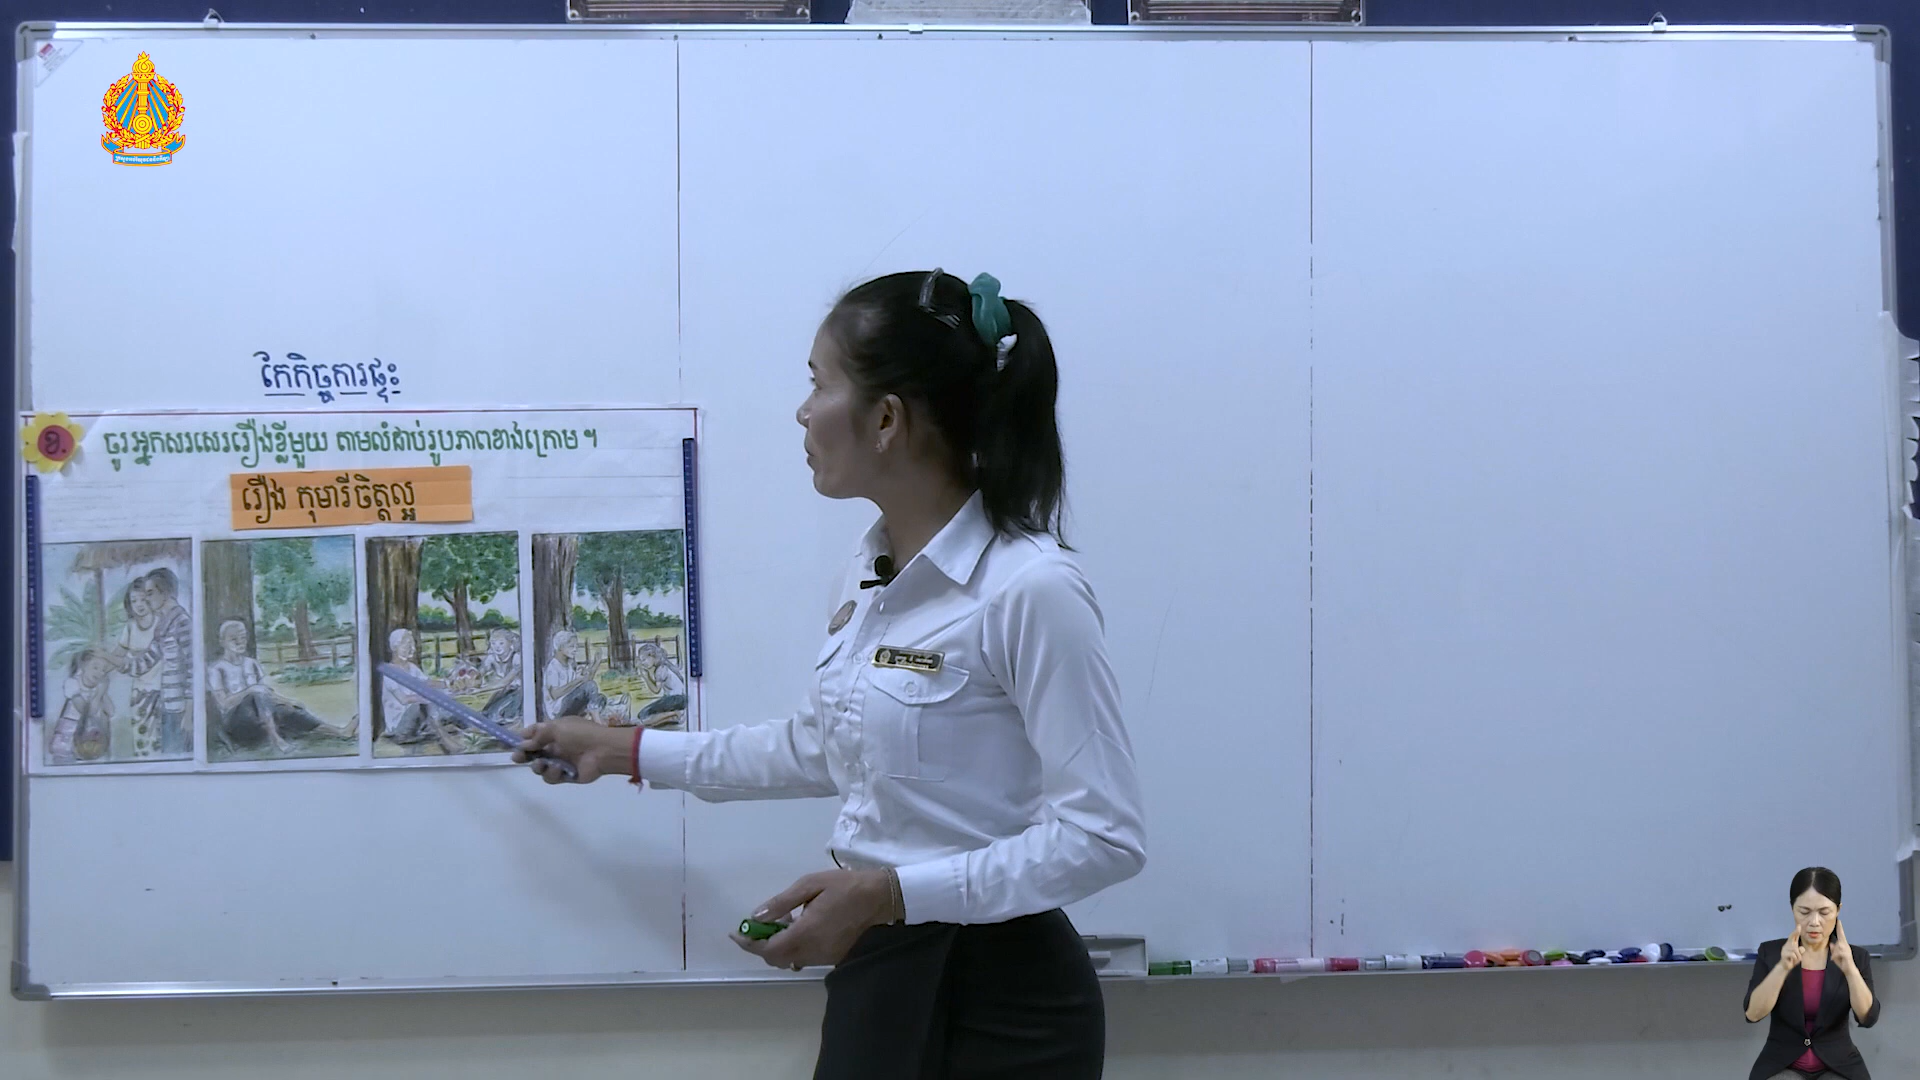 កែកិច្ចការផ្ទះ
ខ.
ចូរអ្នកសរសេររឿងខ្លីមួយ តាមលំដាប់រូបភាពខាងក្រោម ។
រឿង កុមារីចិត្តល្អ